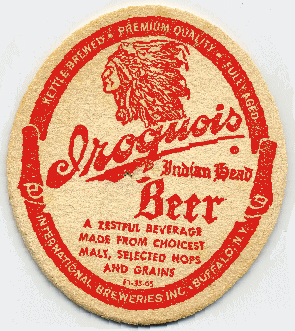 KETTLE-BREWED ★ PREMIUM QUALITY ★ FULLY AGED
Iroquois
Indian Head
Beer
A ZESTFUL BEVERAGE
MADE FROM CHOICEST
MALT, SELECTED HOPS
AND GRAINS
INTERNATIONAL BREWERIES INC. BUFFALO, N.Y.